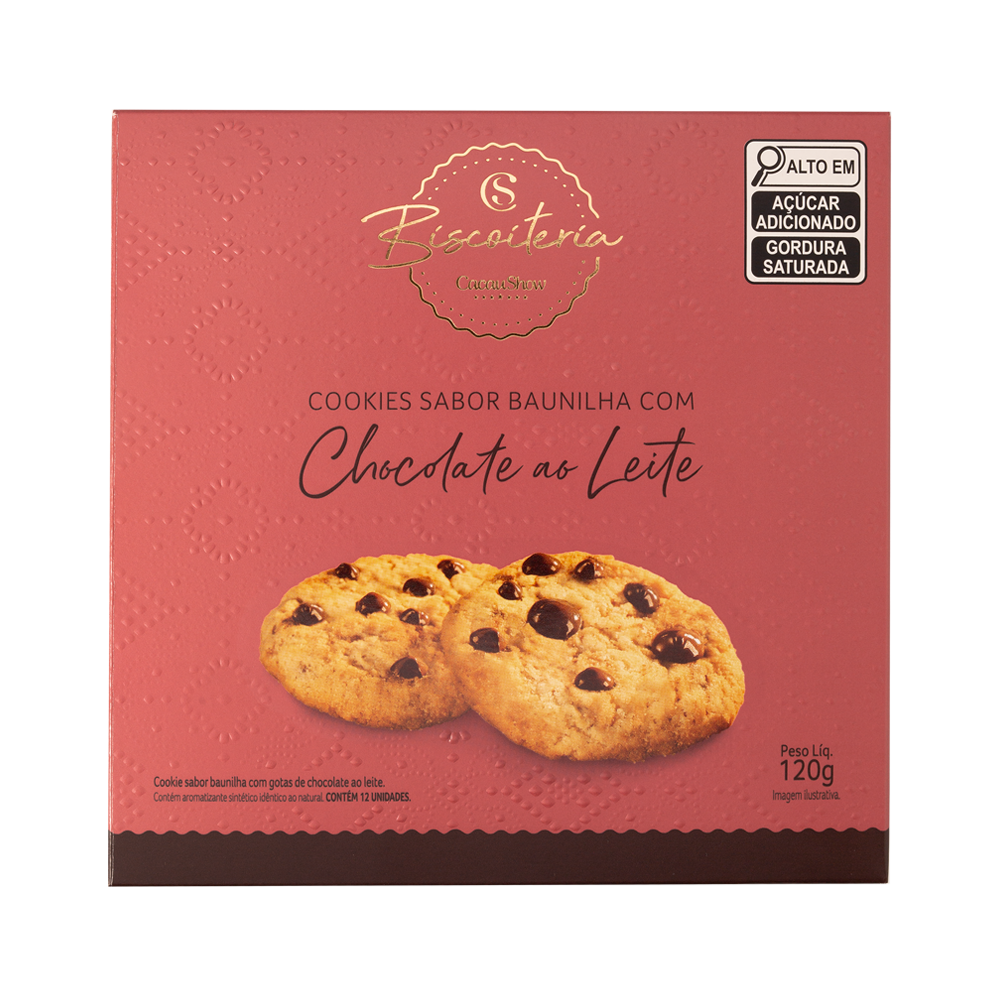 CS
Biscoiteria
CacauShow
ALTO EM
AÇÚCAR
ADICIONADO
GORDURA
SATURADA
COOKIES SABOR BAUNILHA COM
Chocolate ao Leite
Cookie sabor baunilha com gotas de chocolate ao leite.
Contém aromatizante sintético idêntico ao natural. CONTÉM 12 UNIDADES.
Peso Líq.
120g
Imagem ilustrativa.